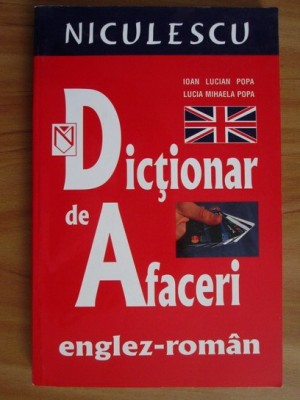 NICULESCU
IOAN LUCIAN POPA
LUCIA MIHAELA POPA
Dicţionar
de
Afaceri
englez-român